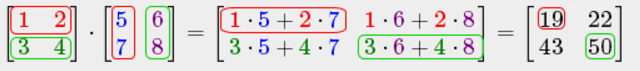 [1 2] · [5 6] = [1 · 5 + 2 · 7 1 · 6 + 2 · 8] = [19 22]
[3 4] [7 8] [3 · 5 + 4 · 7 3 · 6 + 4 · 8] [43 50]